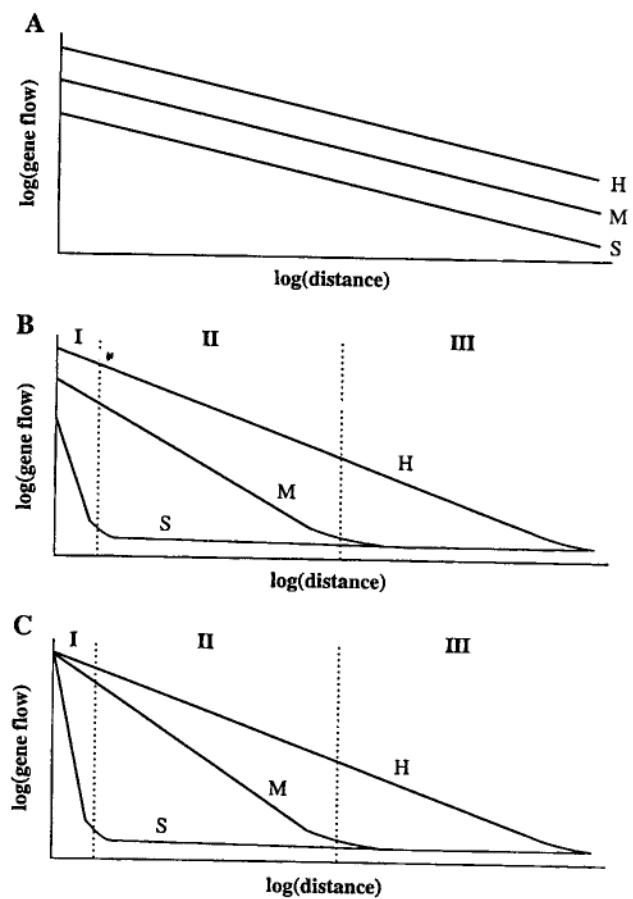 A
log(gene flow)
H
M
S
log(distance)
B
I II III
log(gene flow)
H
M
S
log(distance)
C
I II III
log(gene flow)
H
M
S
log(distance)